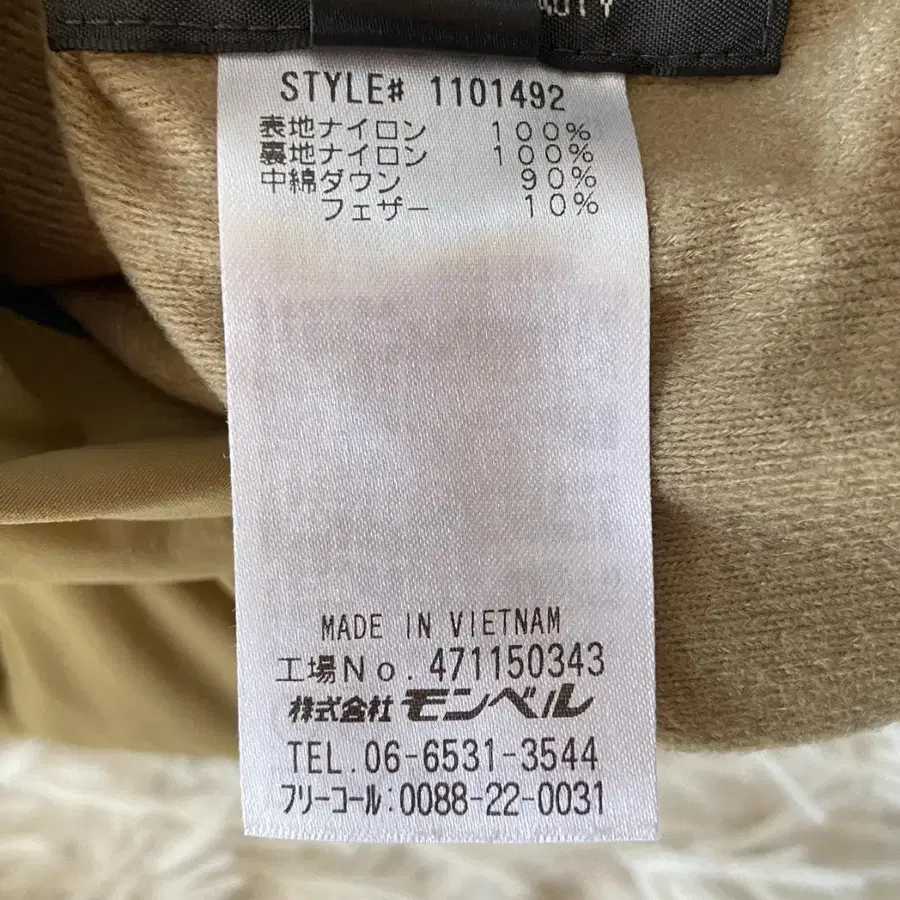 STYLE# 1101492
表地ナイロン 100%
裏地ナイロン 100%
中綿ダウン 90%
フェザー 10%
MADE IN VIETNAM
工場No. 471150343
株式会社モンベル
TEL.06-6531-3544
フリーコール:0088-22-0031